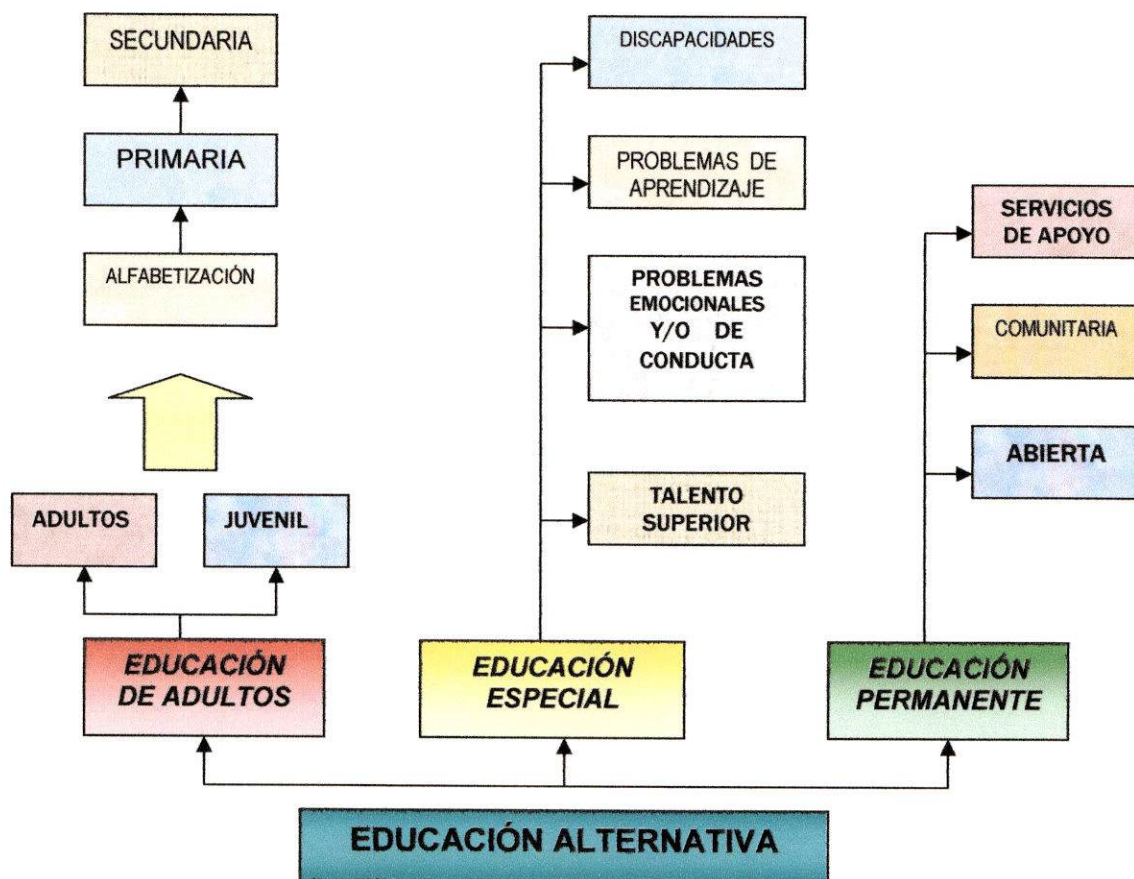 SECUNDARIA
PRIMARIA
ALFABETIZACIÓN
ADULTOS
JUVENIL
EDUCACIÓN
DE ADULTOS
DISCAPACIDADES
PROBLEMAS DE
APRENDIZAJE
PROBLEMAS
EMOCIONALES
Y/O DE
CONDUCTA
TALENTO
SUPERIOR
EDUCACIÓN
ESPECIAL
SERVICIOS
DE APOYO
COMUNITARIA
ABIERTA
EDUCACIÓN
PERMANENTE
EDUCACIÓN ALTERNATIVA